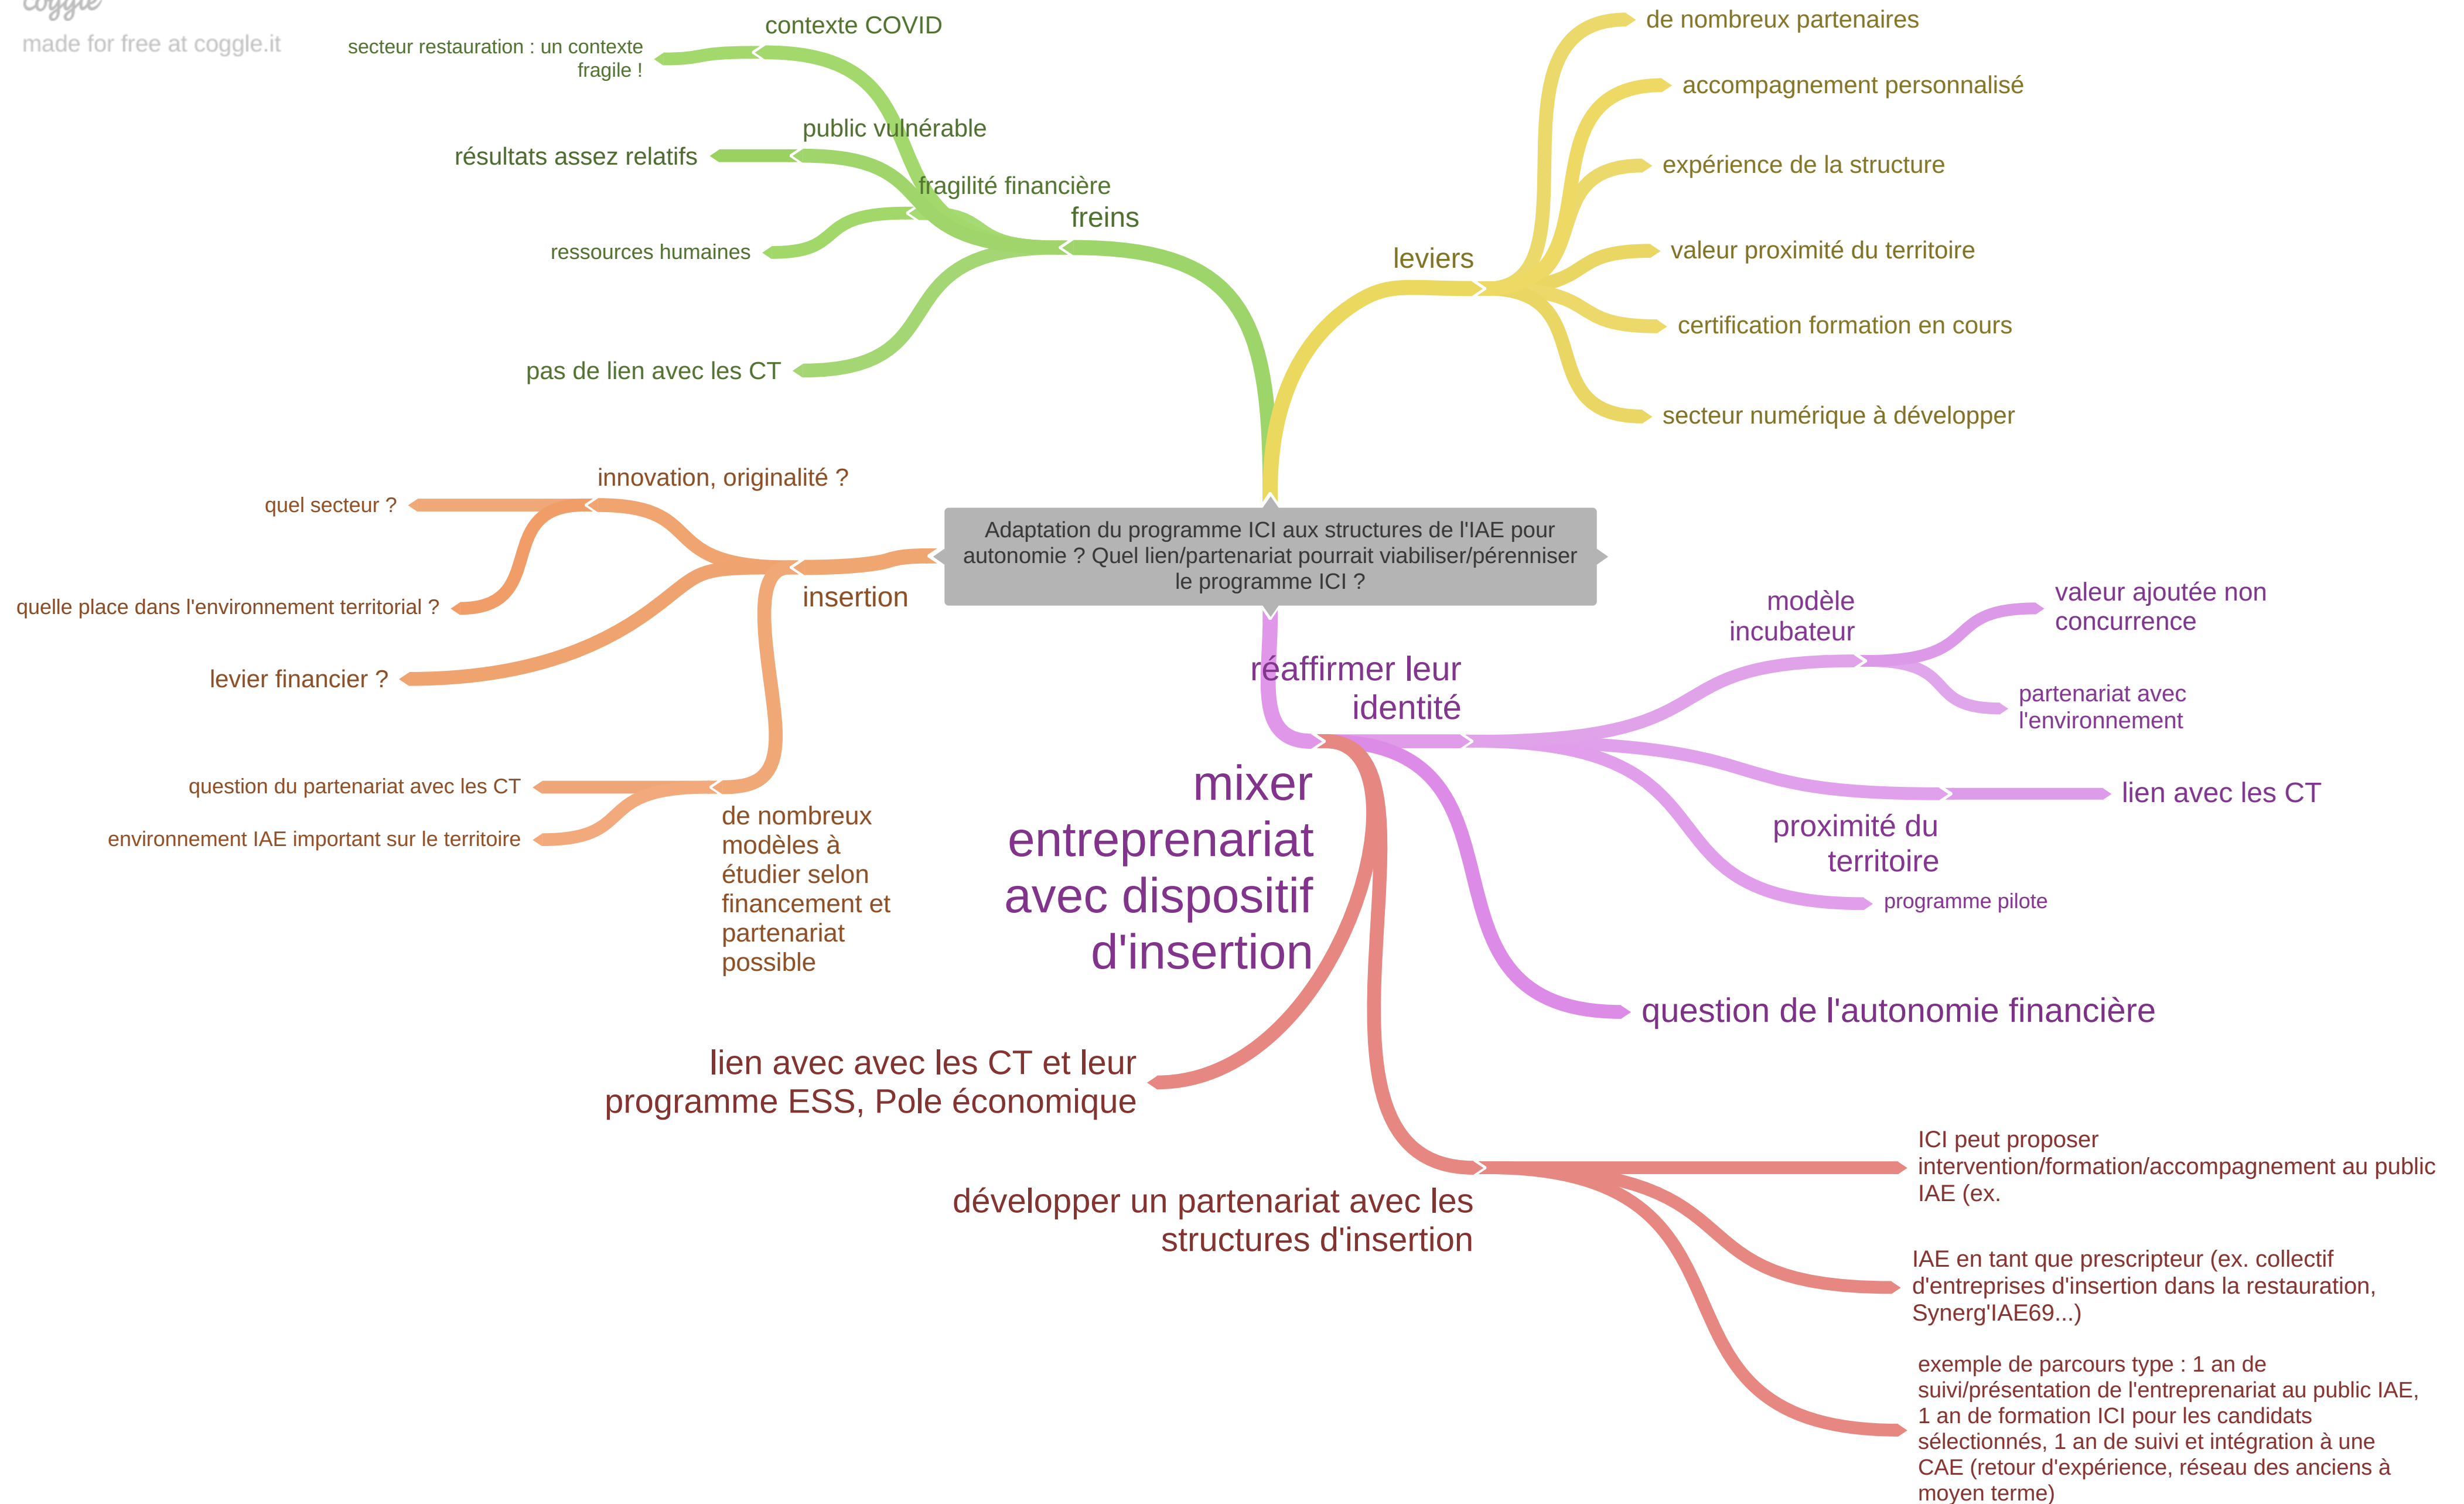 coggle
made for free at coggle.it
contexte COVID
secteur restauration : un contexte
fragile !
public vulnérable
résultats assez relatifs
fragilité financière
freins
ressources humaines
pas de lien avec les CT
de nombreux partenaires
accompagnement personnalisé
expérience de la structure
valeur proximité du territoire
leviers
certification formation en cours
secteur numérique à développer
innovation, originalité ?
quel secteur ?
quelle place dans l'environnement territorial ?
insertion
levier financier ?
question du partenariat avec les CT
environnement IAE important sur le territoire
de nombreux
modèles à
étudier selon
financement et
partenariat
possible
Adaptation du programme ICI aux structures de l'IAE pour
autonomie ? Quel lien/partenariat pourrait viabiliser/pérenniser
le programme ICI ?
modèle
incubateur
valeur ajoutée non
concurrence
partenariat avec
l'environnement
réaffirmer leur
identité
lien avec les CT
proximité du
territoire
programme pilote
mixer
entreprenariat
avec dispositif
d'insertion
question de l'autonomie financière
lien avec avec les CT et leur
programme ESS, Pole économique
développer un partenariat avec les
structures d'insertion
ICI peut proposer
intervention/formation/accompagnement au public
IAE (ex.
IAE en tant que prescripteur (ex. collectif
d'entreprises d'insertion dans la restauration,
Synerg'IAE69...)
exemple de parcours type : 1 an de
suivi/présentation de l'entreprenariat au public IAE,
1 an de formation ICI pour les candidats
sélectionnés, 1 an de suivi et intégration à une
CAE (retour d'expérience, réseau des anciens à
moyen terme)